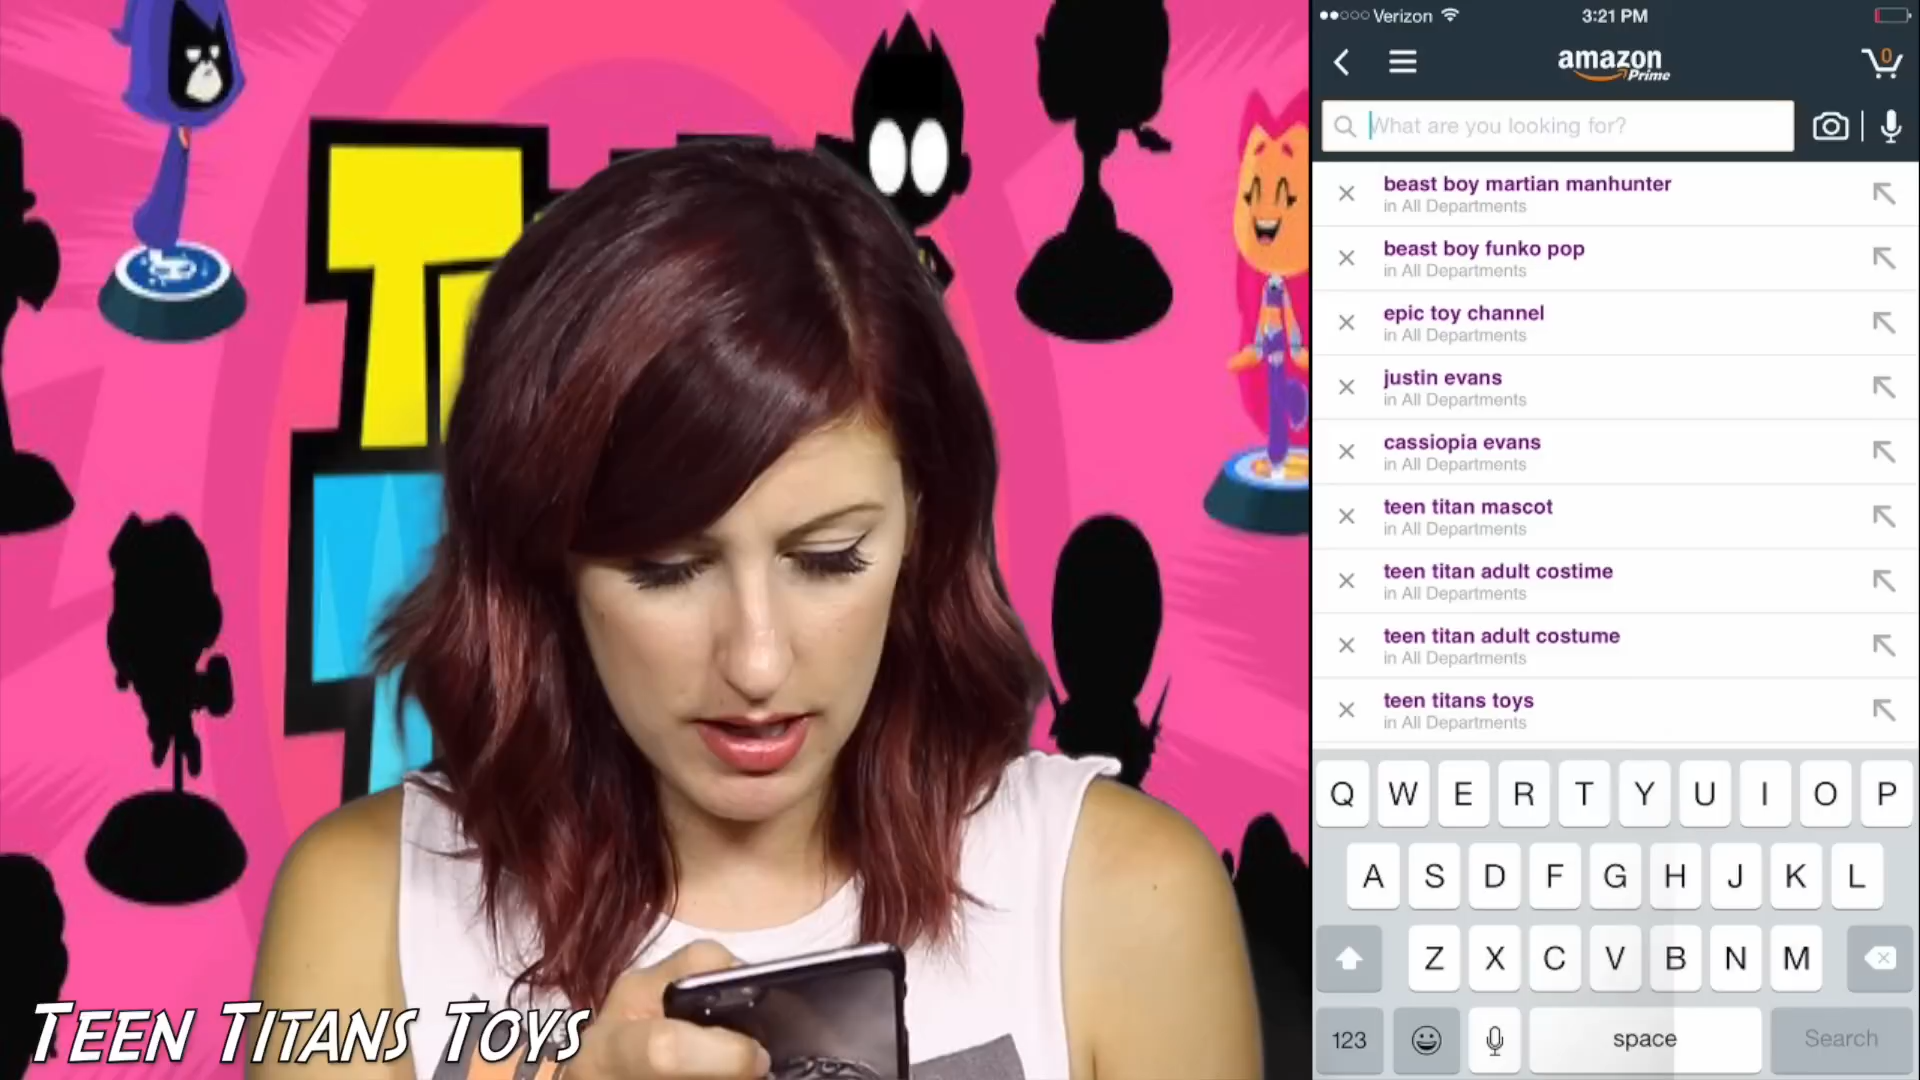 Verizon
3:21 PM
amazon
Prime
0
What are you looking for?
beast boy martian manhunter
in All Departments
beast boy funko pop
in All Departments
epic toy channel
in All Departments
justin evans
in All Departments
cassiopia evans
in All Departments
teen titan mascot
in All Departments
teen titan adult costime
in All Departments
teen titan adult costume
in All Departments
teen titans toys
in All Departments
Q W E R T Y U I O P
A S D F G H J K L
Z X C V B N M
123 space Search
TEEN TITANS TOYS